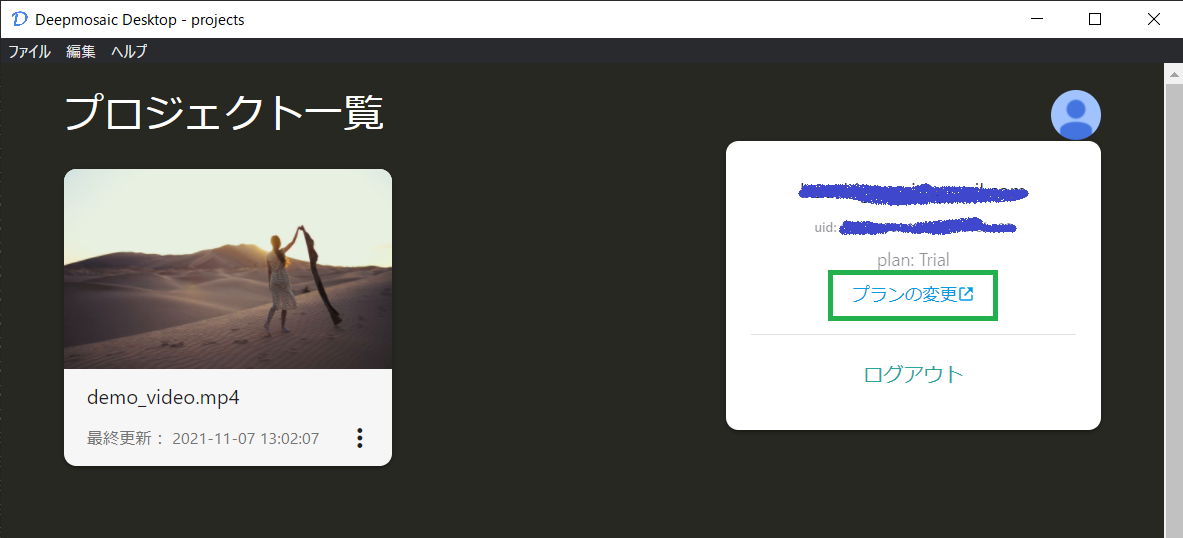 Deepmosaic Desktop - projects
ファイル 編集 ヘルプ
プロジェクト一覧
demo_video.mp4
最終更新： 2021-11-07 13:02:07
uid:
plan: Trial
プランの変更
ログアウト